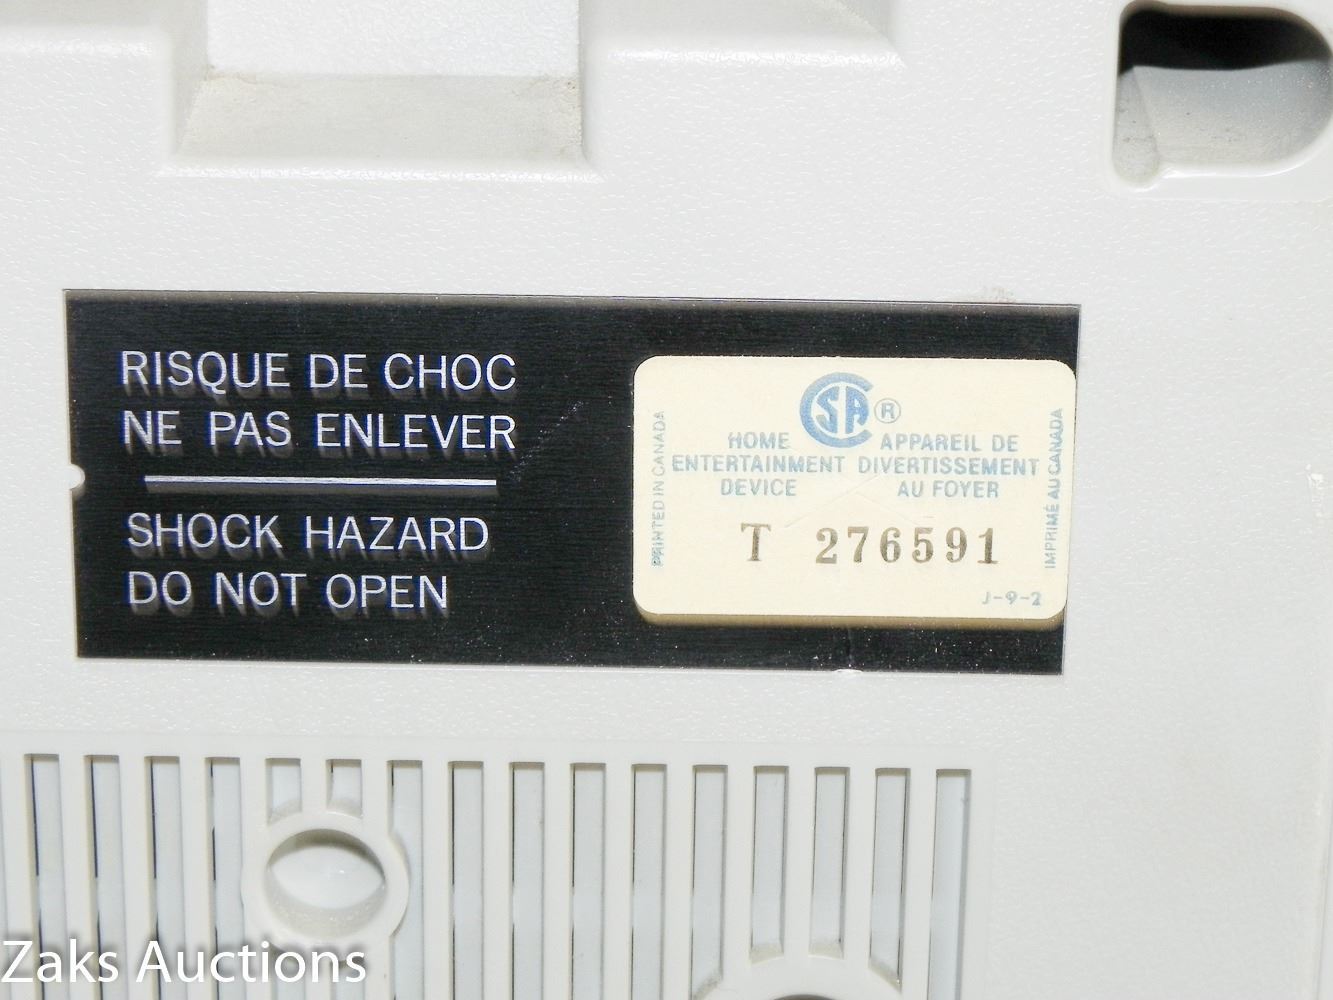 RISQUE DE CHOC
NE PAS ENLEVER
SHOCK HAZARD
DO NOT OPEN
CSA ®
HOME
ENTERTAINMENT
DEVICE
APPAREIL DE
DIVERTISSEMENT
AU FOYER
T 276591
J-9-2
PRINTED IN CANADA
IMPRIMÉ AU CANADA
Zaks Auctions